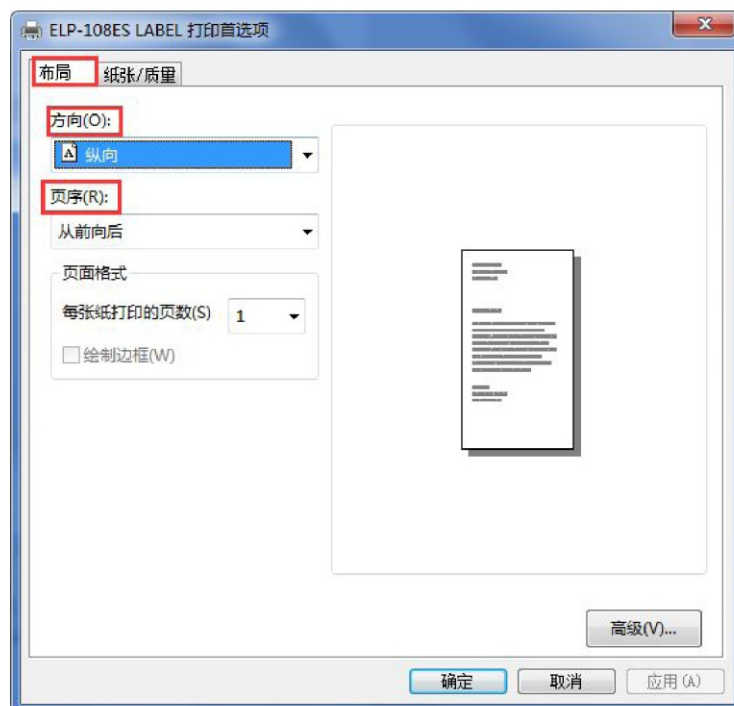 ELP-108ES LABEL 打印首选项
布局 纸张/质量
方向(O):
A 纵向
页序(R):
从前向后
页面格式
每张纸打印的页数(S) 1
绘制边框(W)
高级(V)...
确定 取消 应用(A)